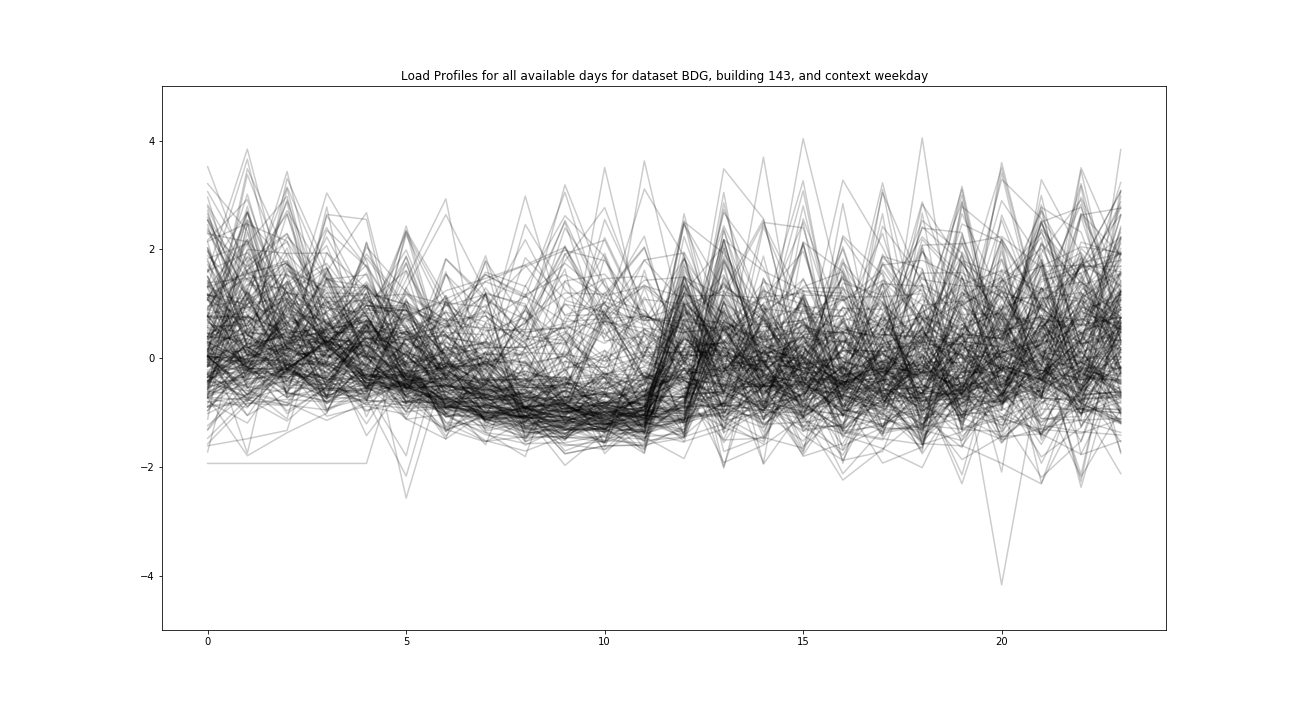 Load Profiles for all available days for dataset BDG, building 143, and context weekday
4
2
0
−2
−4
0 5 10 15 20